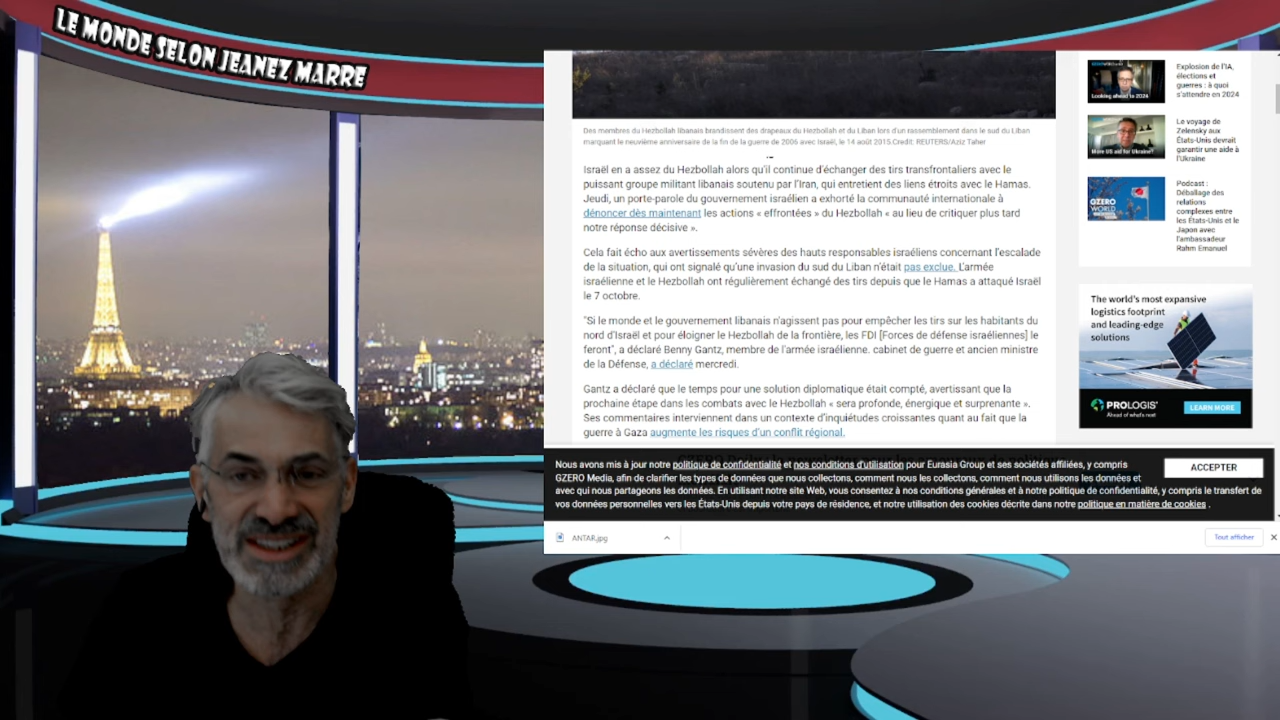 LE MONDE SELON JEANEZ MARRE
Des membres du Hezbollah libanais brandissent des drapeaux du Hezbollah et du Liban lors d'un rassemblement dans le sud du Liban
marquant le neuvième anniversaire de la fin de la guerre de 2006 avec Israël, le 14 août 2015.Credit: REUTERS/Aziz Taher
Israël en a assez du Hezbollah alors qu'il continue d'échanger des tirs transfrontaliers avec le
puissant groupe militant libanais soutenu par l'Iran, qui entretient des liens étroits avec le Hamas.
Jeudi, un porte-parole du gouvernement israélien a exhorté la communauté internationale à
dénoncer dès maintenant les actions « effrontées » du Hezbollah « au lieu de critiquer plus tard
notre réponse décisive ».
Cela fait écho aux avertissements sévères des hauts responsables israéliens concernant l'escalade
de la situation, qui ont signalé qu'une invasion du sud du Liban n'était pas exclue. L'armée
israélienne et le Hezbollah ont régulièrement échangé des tirs depuis que le Hamas a attaqué Israël
le 7 octobre.
"Si le monde et le gouvernement libanais n'agissent pas pour empêcher les tirs sur les habitants du
nord d'Israël et pour éloigner le Hezbollah de la frontière, les FDI [Forces de défense israéliennes] le
feront", a déclaré Benny Gantz, membre de l'armée israélienne. cabinet de guerre et ancien ministre
de la Défense, a déclaré mercredi.
Gantz a déclaré que le temps pour une solution diplomatique était compté, avertissant que la
prochaine étape dans les combats avec le Hezbollah « sera profonde, énergique et surprenante ».
Ses commentaires interviennent dans un contexte d'inquiétudes croissantes quant au fait que la
guerre à Gaza augmente les risques d'un conflit régional.
Looking ahead to 2024
Explosion de l'IA,
élections et
guerres : à quoi
s'attendre en 2024
More US aid for Ukraine?
Le voyage de
Zelensky aux
États-Unis devrait
garantir une aide à
l'Ukraine
GZERO
WORLD
Podcast :
Déballage des
relations
complexes entre
les États-Unis et le
Japon avec
l'ambassadeur
Rahm Emanuel
The world's most expansive
logistics footprint
and leading-edge
solutions
PROLOGIS
Ahead of what's next
LEARN MORE
Nous avons mis à jour notre politique de confidentialité et nos conditions d'utilisation pour Eurasia Group et ses sociétés affiliées, y compris
GZERO Media, afin de clarifier les types de données que nous collectons, comment nous les collectons, comment nous utilisons les données et
avec qui nous partageons les données. En utilisant notre site Web, vous consentez à nos conditions générales et à notre politique de confidentialité, y compris le transfert de
vos données personnelles vers les États-Unis depuis votre pays de résidence, et notre utilisation des cookies décrite dans notre politique en matière de cookies .
ACCEPTER
ANTAR.jpg
Tout afficher